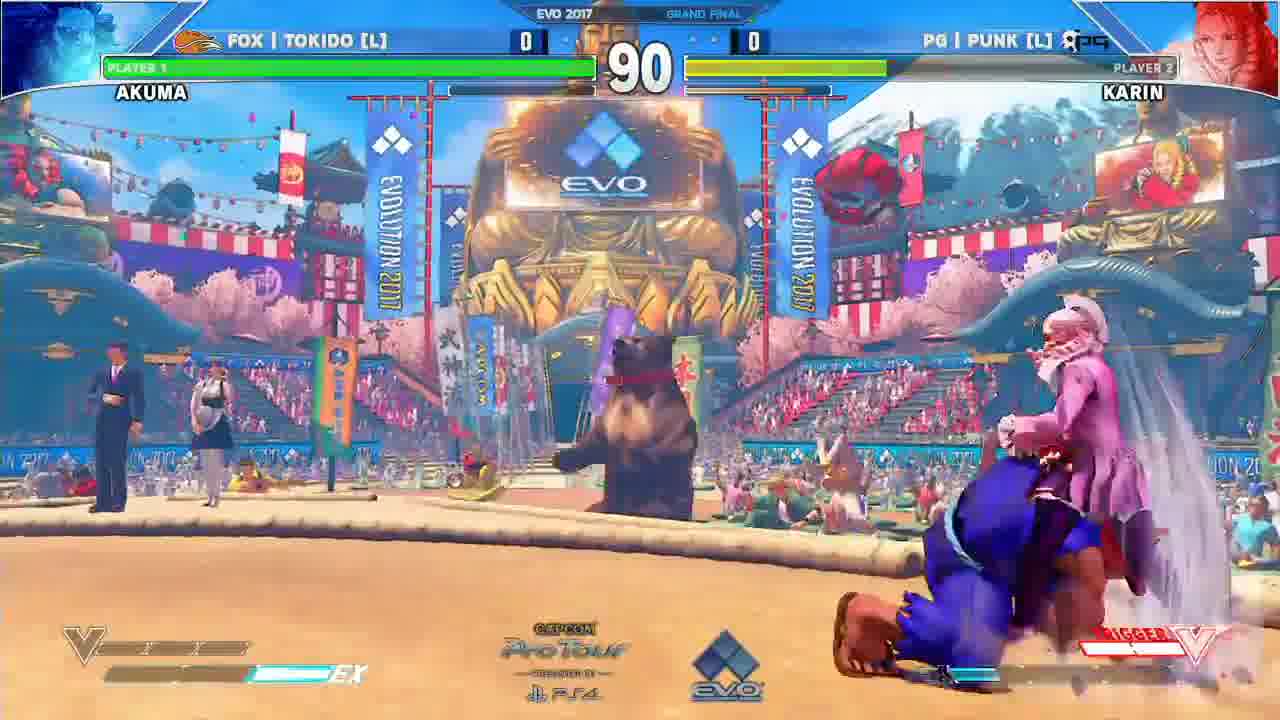 EVO 2017
GRAND FINAL
FOX | TOKIDO [L]
0
90
0
PG | PUNK [L]
PLAYER 1
PLAYER 2
AKUMA
KARIN
EVO
EVOLUTION 2017
EVOLUTION 2017
EX
CAPCOM
Pro Tour
PS4
EVO
TRIGGER